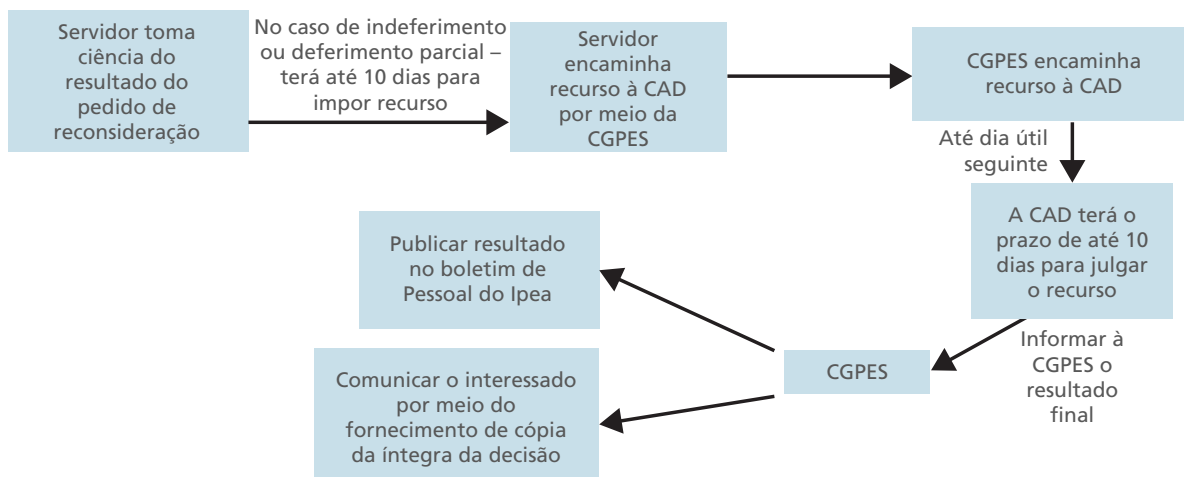 Servidor toma
ciência do
resultado do
pedido de
reconsideração
No caso de indeferimento
ou deferimento parcial –
terá até 10 dias para
impor recurso
Servidor
encaminha
recurso à CAD
por meio da
CGPES
CGPES encaminha
recurso à CAD
Até dia útil
seguinte
A CAD terá o
prazo de até 10
dias para julgar
o recurso
Informar à
CGPES o
resultado
final
CGPES
Publicar resultado
no boletim de
Pessoal do Ipea
Comunicar o interessado
por meio do
fornecimento de cópia
da íntegra da decisão